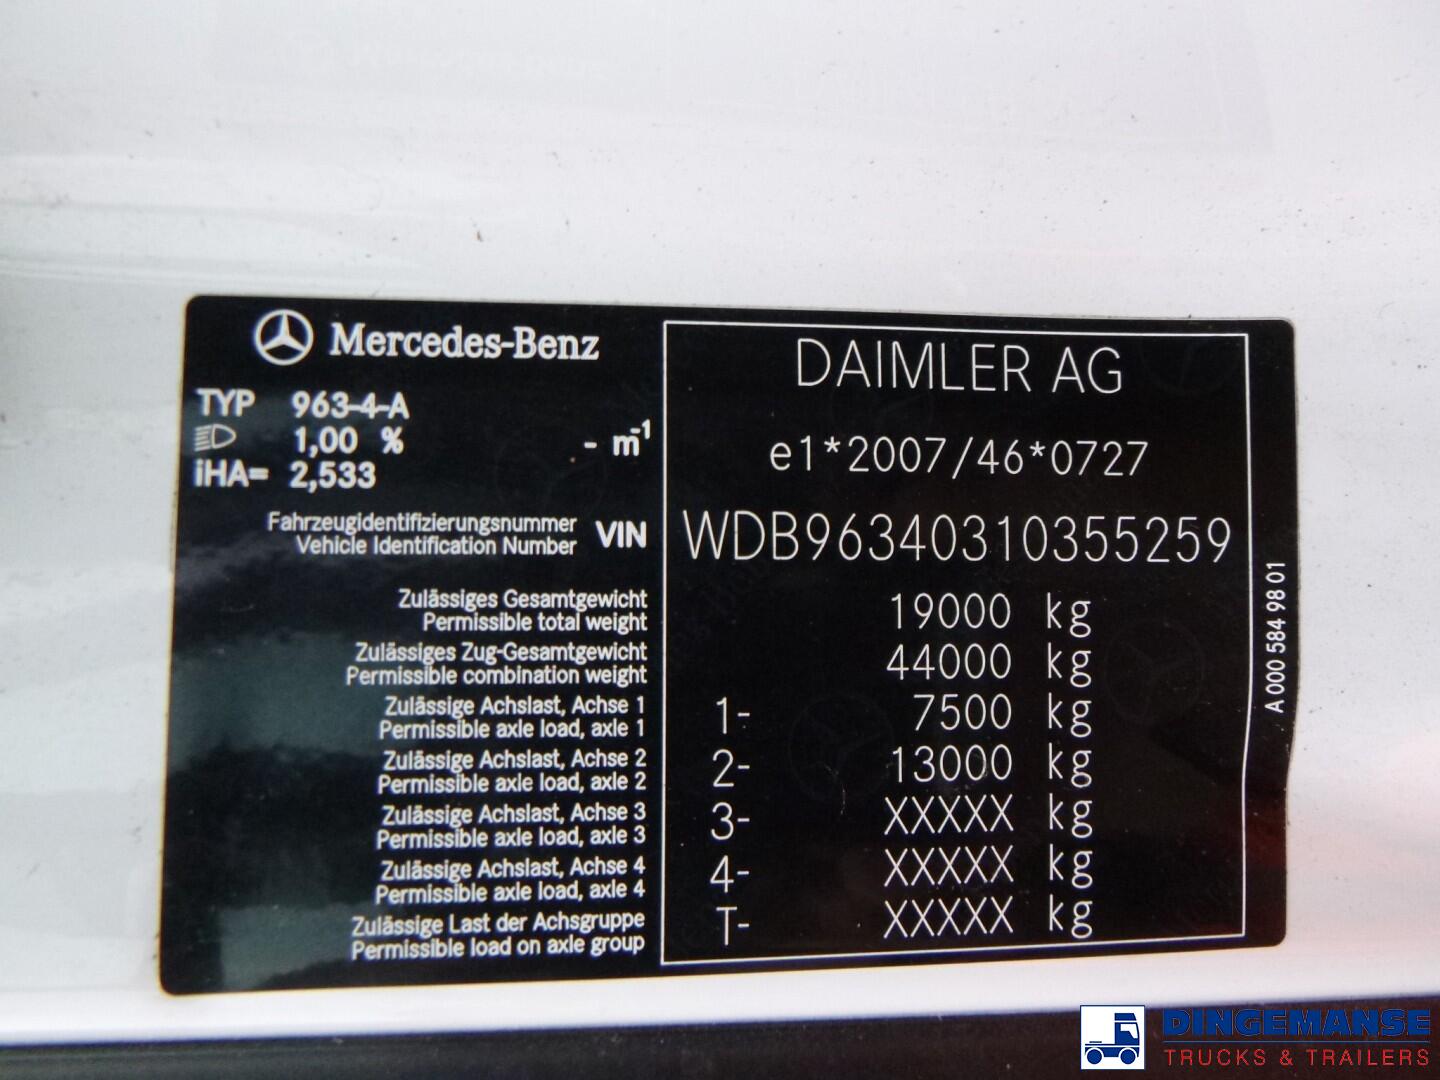 Mercedes-Benz
TYP 963-4-A
1,00 % - m⁻¹
iHA= 2,533
DAIMLER AG
e1*2007/46*0727
Fahrzeugidentifizierungsnummer
Vehicle Identification Number VIN WDB96340310355259
Zulässiges Gesamtgewicht
Permissible total weight 19000 kg
Zulässiges Zug-Gesamtgewicht
Permissible combination weight 44000 kg
Zulässige Achslast, Achse 1
Permissible axle load, axle 1 1- 7500 kg
Zulässige Achslast, Achse 2
Permissible axle load, axle 2 2- 13000 kg
Zulässige Achslast, Achse 3
Permissible axle load, axle 3 3- XXXXX kg
Zulässige Achslast, Achse 4
Permissible axle load, axle 4 4- XXXXX kg
Zulässige Last der Achsgruppe
Permissible load on axle group T- XXXXX kg
A 000 584 98 01
DINGEMANSE
TRUCKS & TRAILERS